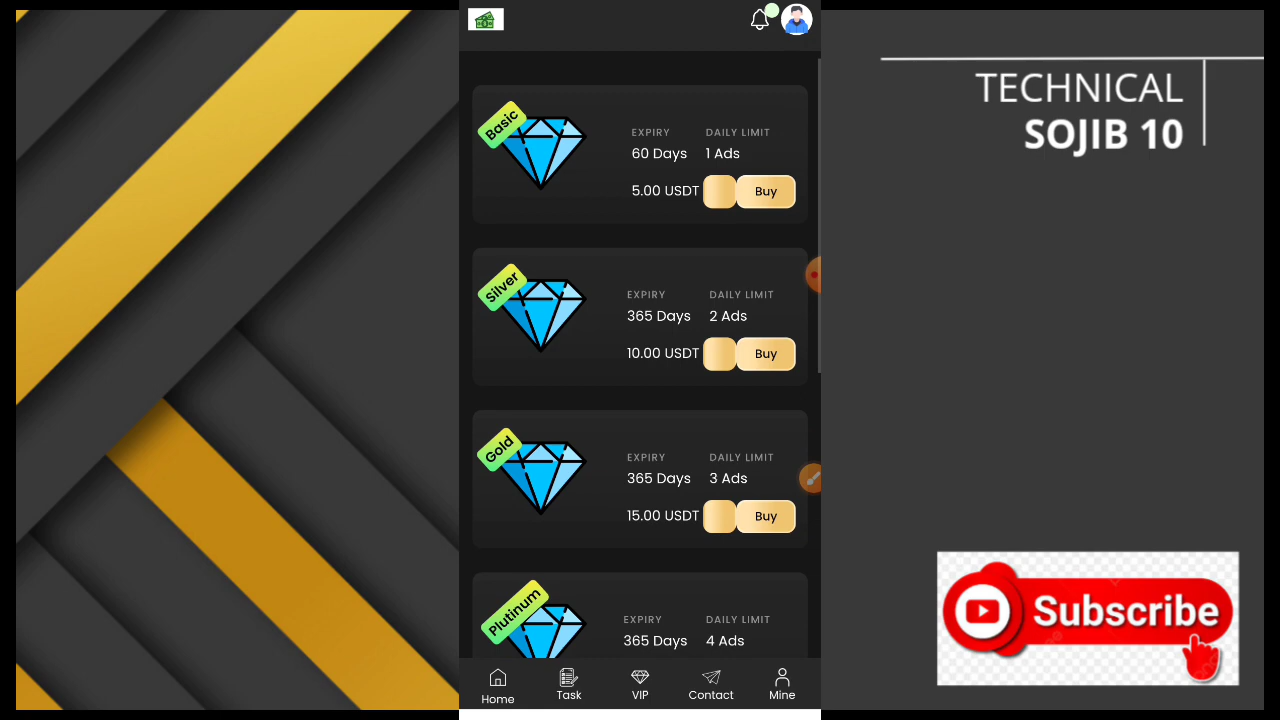 TECHNICAL
SOJIB 10
Basic
EXPIRY DAILY LIMIT
60 Days 1 Ads
5.00 USDT Buy
Silver
EXPIRY DAILY LIMIT
365 Days 2 Ads
10.00 USDT Buy
Gold
EXPIRY DAILY LIMIT
365 Days 3 Ads
15.00 USDT Buy
Plutinum
EXPIRY DAILY LIMIT
365 Days 4 Ads
Home Task VIP Contact Mine
Subscribe